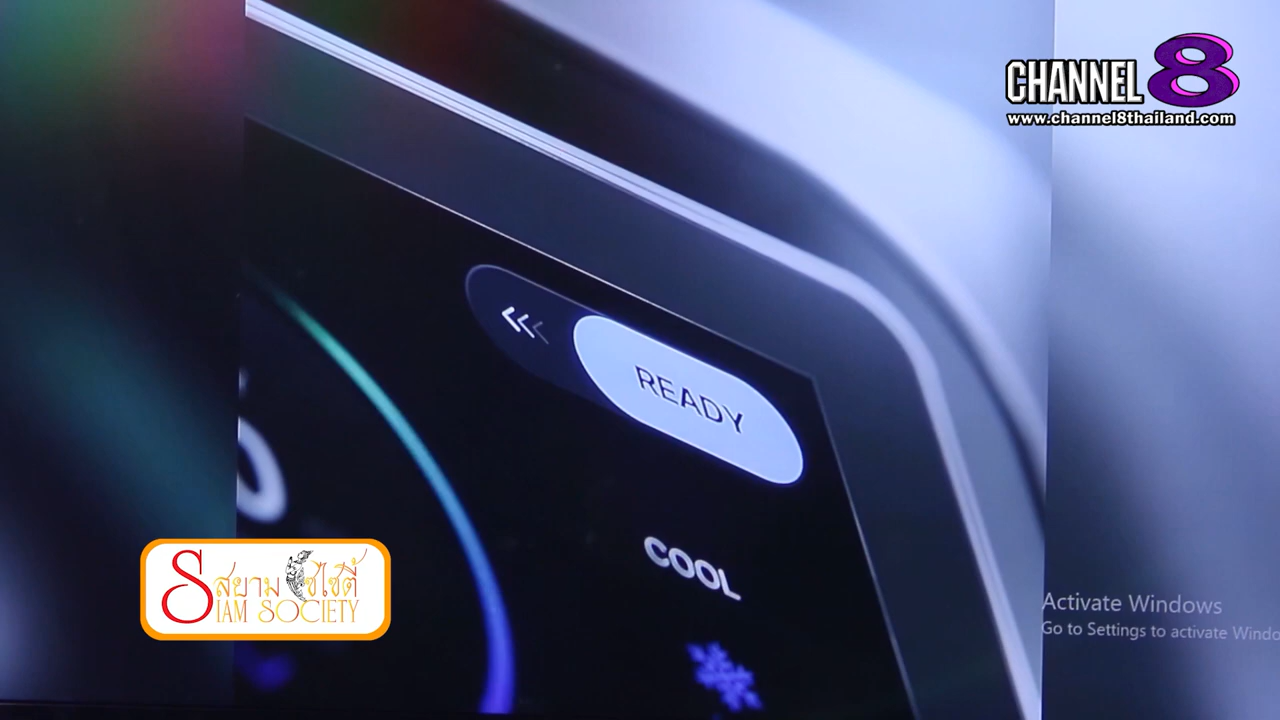 CHANNEL 8
www.channel8thailand.com
READY
COOL
สยามโซไซตี้
SIAM SOCIETY
Activate Windows
Go to Settings to activate Windo